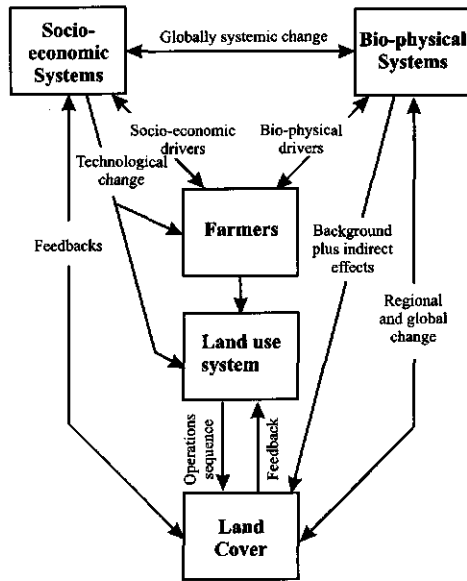 Socio-
economic
Systems
Globally systemic change
Bio-physical
Systems
Socio-economic
drivers
Bio-physical
drivers
Technological
change
Farmers
Feedbacks
Background
plus indirect
effects
Regional
and global
change
Land use
system
Operations
sequence
Feedback
Land
Cover